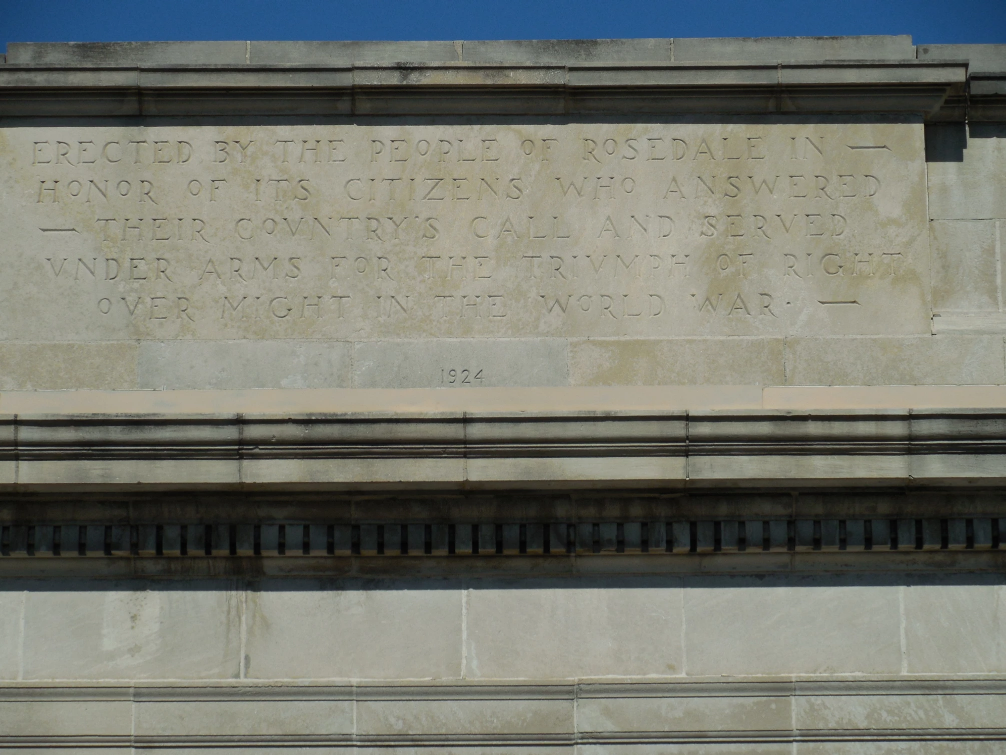 ERECTED BY THE PEOPLE OF ROSEDALE IN —
HONOR OF ITS CITIZENS WHO ANSWERED
— THEIR COVNTRY'S CALL AND SERVED
VNDER ARMS FOR THE TRIVMPH OF RIGHT
OVER MIGHT IN THE WORLD WAR · —
1924